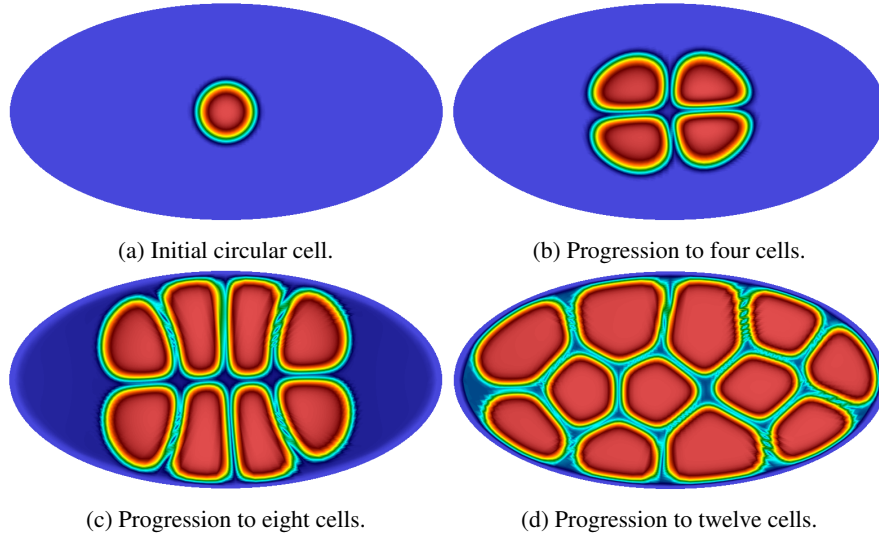 (a) Initial circular cell.
(b) Progression to four cells.
(c) Progression to eight cells.
(d) Progression to twelve cells.